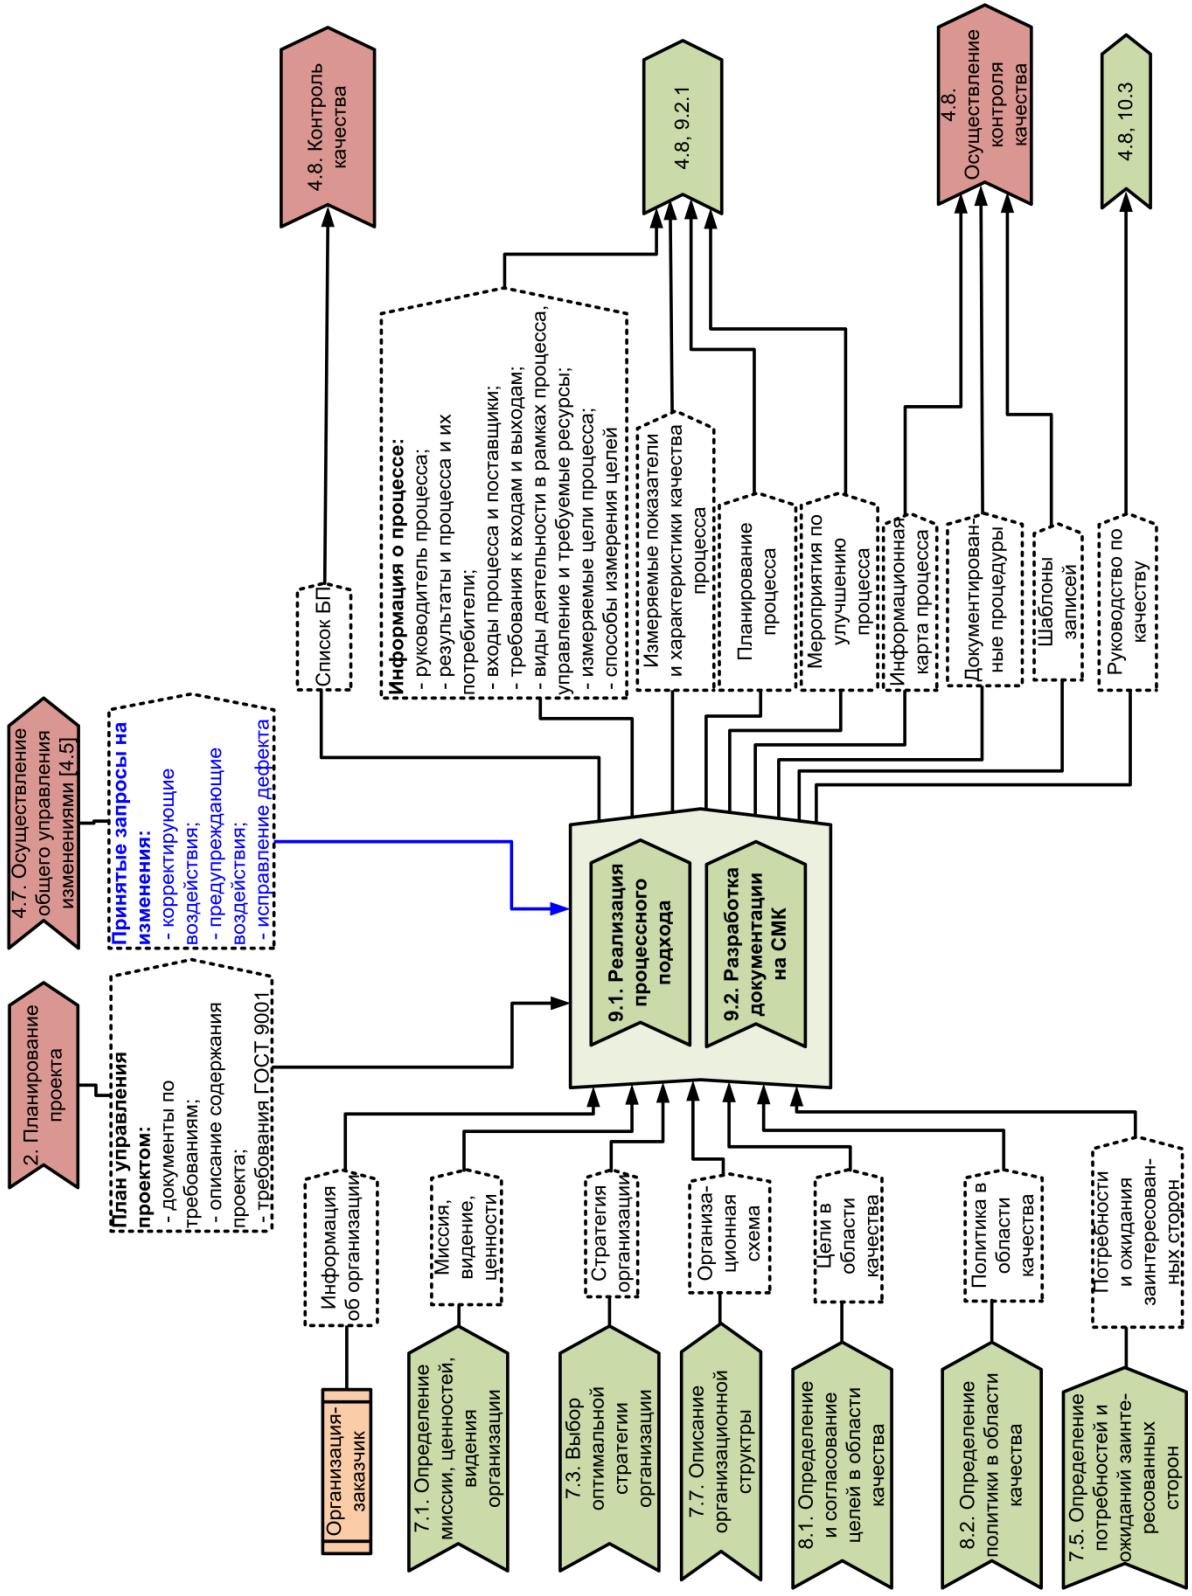 2. Планирование
проекта
4.7. Осуществление
общего управления
изменениями [4.5]
План управления
проектом:
- документы по
требованиям;
- описание содержания
проекта;
- требования ГОСТ 9001
Принятые запросы на
изменения:
- корректирующие
воздействия;
- предупреждающие
воздействия;
- исправление дефекта
Организация-
заказчик
Информация
об организации
7.1. Определение
миссии, ценностей,
видения
организации
Миссия,
видение,
ценности
7.3. Выбор
оптимальной
стратегии
организации
Стратегия
организации
7.7. Описание
организационной
структры
Организа-
ционная
схема
8.1. Определение
и согласование
целей в области
качества
Цели в
области
качества
8.2. Определение
политики в области
качества
Политика в
области
качества
7.5. Определение
потребностей и
ожиданий заинте-
ресованных
сторон
Потребности
и ожидания
заинтересован-
ных сторон
9.1. Реализация
процессного
подхода
9.2. Разработка
документации
на СМК
Список БП
4.8. Контроль
качества
Информация о процессе:
- руководитель процесса;
- результаты и процесса и их
потребители;
- входы процесса и поставщики;
- требования к входам и выходам;
- виды деятельности в рамках процесса,
управление и требуемые ресурсы;
- измеряемые цели процесса;
- способы измерения целей
Измеряемые показатели
и характеристики качества
процесса
Планирование
процесса
Мероприятия по
улучшению
процесса
4.8, 9.2.1
Информационная
карта процесса
Документирован-
ные процедуры
Шаблоны
записей
4.8.
Осуществление
контроля
качества
Руководство по
качеству
4.8, 10.3